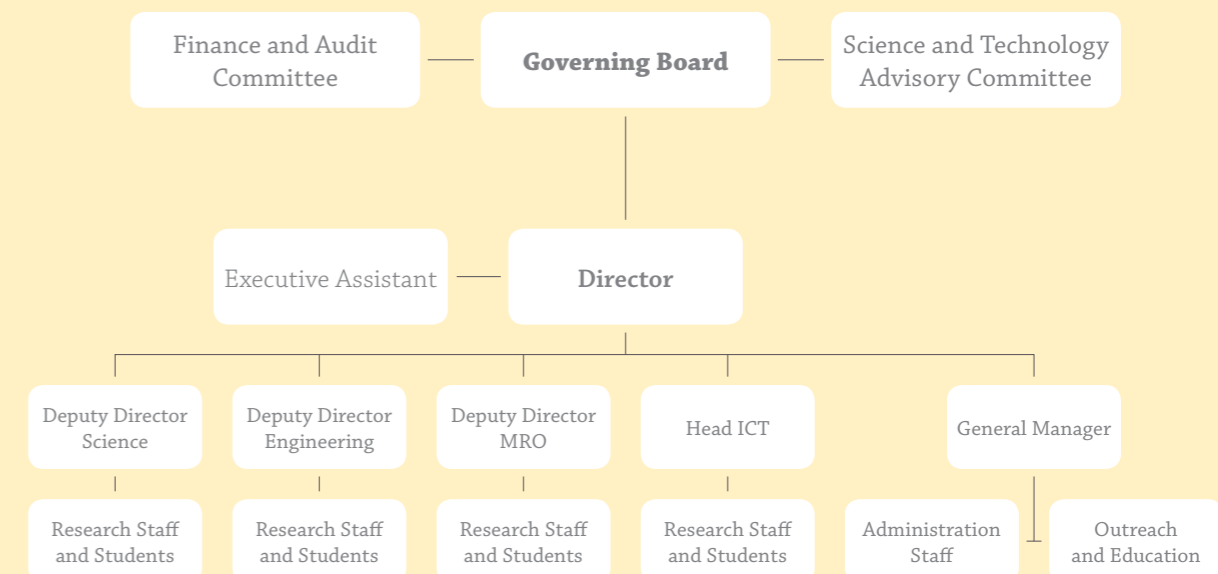 Finance and Audit
Committee
Governing Board
Science and Technology
Advisory Committee
Executive Assistant
Director
Deputy Director
Science
Deputy Director
Engineering
Deputy Director
MRO
Head ICT
General Manager
Research Staff
and Students
Research Staff
and Students
Research Staff
and Students
Research Staff
and Students
Administration
Staff
Outreach
and Education